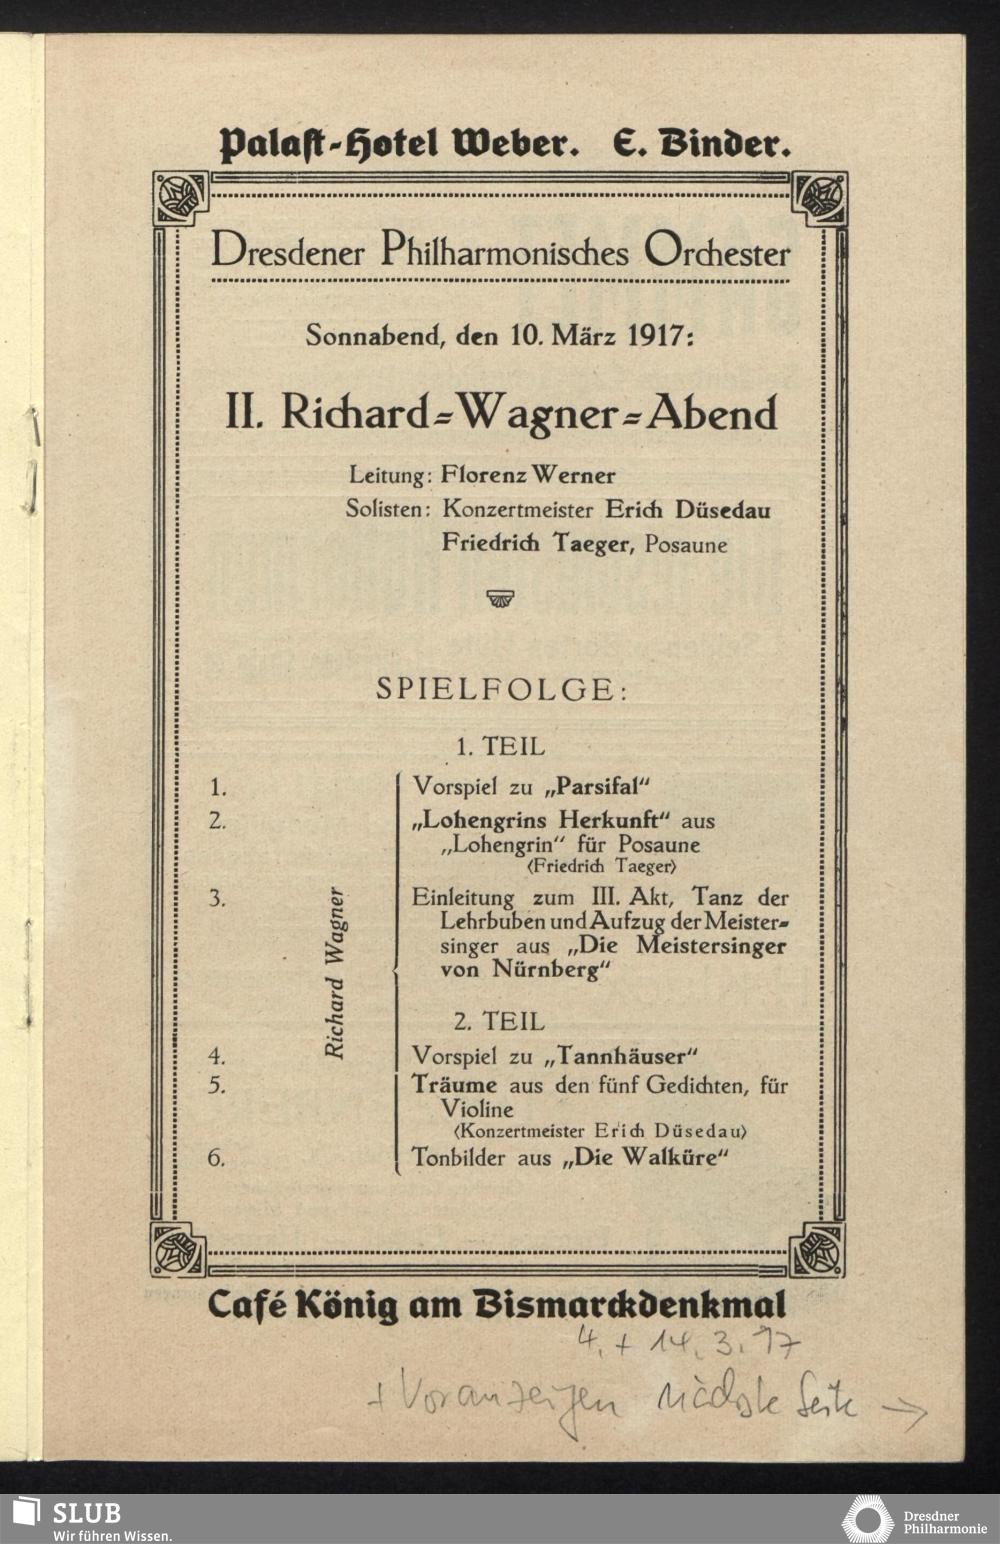 Palast-Hotel Weber. E. Binder.
Dresdener Philharmonisches Orchester
Sonnabend, den 10. März 1917:
II. Richard=Wagner=Abend
Leitung: Florenz Werner
Solisten: Konzertmeister Erich Düsedau
Friedrich Taeger, Posaune
SPIELFOLGE:
1. TEIL
Richard Wagner
1. Vorspiel zu „Parsifal“
2. „Lohengrins Herkunft“ aus
„Lohengrin“ für Posaune
(Friedrich Taeger)
3. Einleitung zum III. Akt, Tanz der
Lehrbuben und Aufzug der Meister=
singer aus „Die Meistersinger
von Nürnberg“
2. TEIL
4. Vorspiel zu „Tannhäuser“
5. Träume aus den fünf Gedichten, für
Violine
(Konzertmeister Erich Düsedau)
6. Tonbilder aus „Die Walküre“
Café König am Bismarckdenkmal
4. + 14. 3. 17
+ Voranzeigen nächste Seite →
SLUB
Wir führen Wissen.
Dresdner
Philharmonie